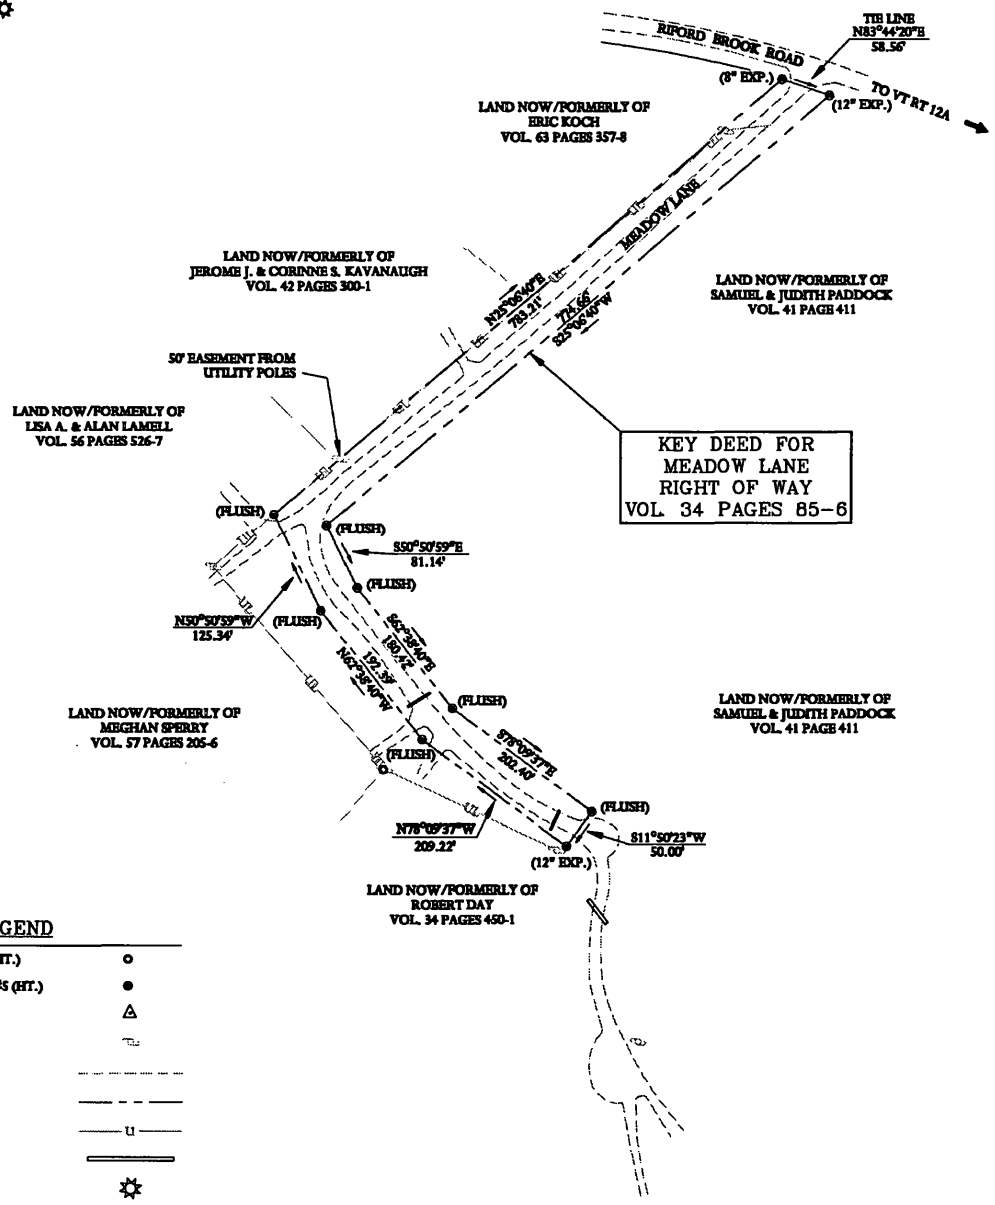 TIE LINE
N83°44'20"E
58.56'
RIFORD BROOK ROAD
(8" EXP.)
(12" EXP.)
TO VT RT 12A
LAND NOW/FORMERLY OF
ERIC KOCH
VOL. 63 PAGES 357-8
MEADOW LANE
LAND NOW/FORMERLY OF
JEROME J. & CORINNE S. KAVANAUGH
VOL. 42 PAGES 300-1
N25°06'40"E
783.21'
774.66'
S25°06'40"W
LAND NOW/FORMERLY OF
SAMUEL & JUDITH PADDOCK
VOL. 41 PAGE 411
50' EASEMENT FROM
UTILITY POLES
LAND NOW/FORMERLY OF
LISA A. & ALAN LAMELL
VOL. 56 PAGES 526-7
KEY DEED FOR
MEADOW LANE
RIGHT OF WAY
VOL. 34 PAGES 85-6
(FLUSH)
(FLUSH)
S50°50'59"E
81.14'
(FLUSH)
N50°50'59"W
125.34'
(FLUSH)
S62°38'40"E
180.42'
192.39'
N62°38'40"W
(FLUSH)
LAND NOW/FORMERLY OF
MEGHAN SPERRY
VOL. 57 PAGES 205-6
LAND NOW/FORMERLY OF
SAMUEL & JUDITH PADDOCK
VOL. 41 PAGE 411
(FLUSH)
S78°09'37"E
202.40'
(FLUSH)
N78°09'37"W
209.22'
S11°50'23"W
50.00'
(12" EXP.)
LAND NOW/FORMERLY OF
ROBERT DAY
VOL. 34 PAGES 450-1
GEND
HT.)
S (HT.)
U